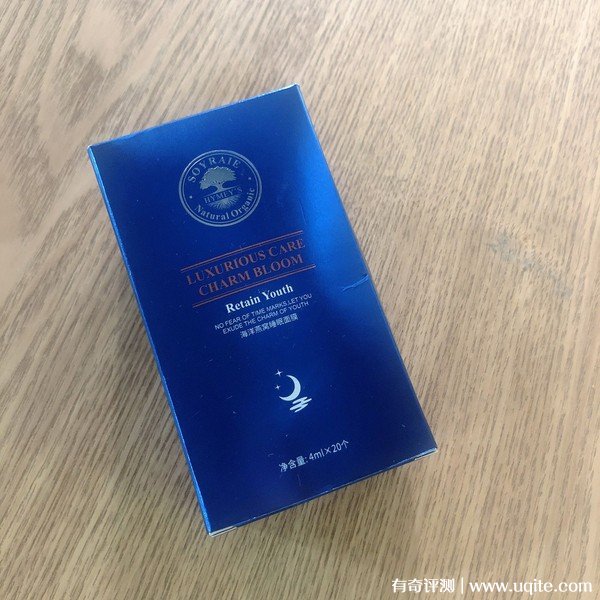 SOYRAIE
HYMEY'S
Natural Organic
LUXURIOUS CARE
CHARM BLOOM
Retain Youth
NO FEAR OF TIME MARKS,LET YOU
EXUDE THE CHARM OF YOUTH
海洋燕窝睡眠面膜
净含量: 4ml×20个
有奇评测 | www.uqite.com